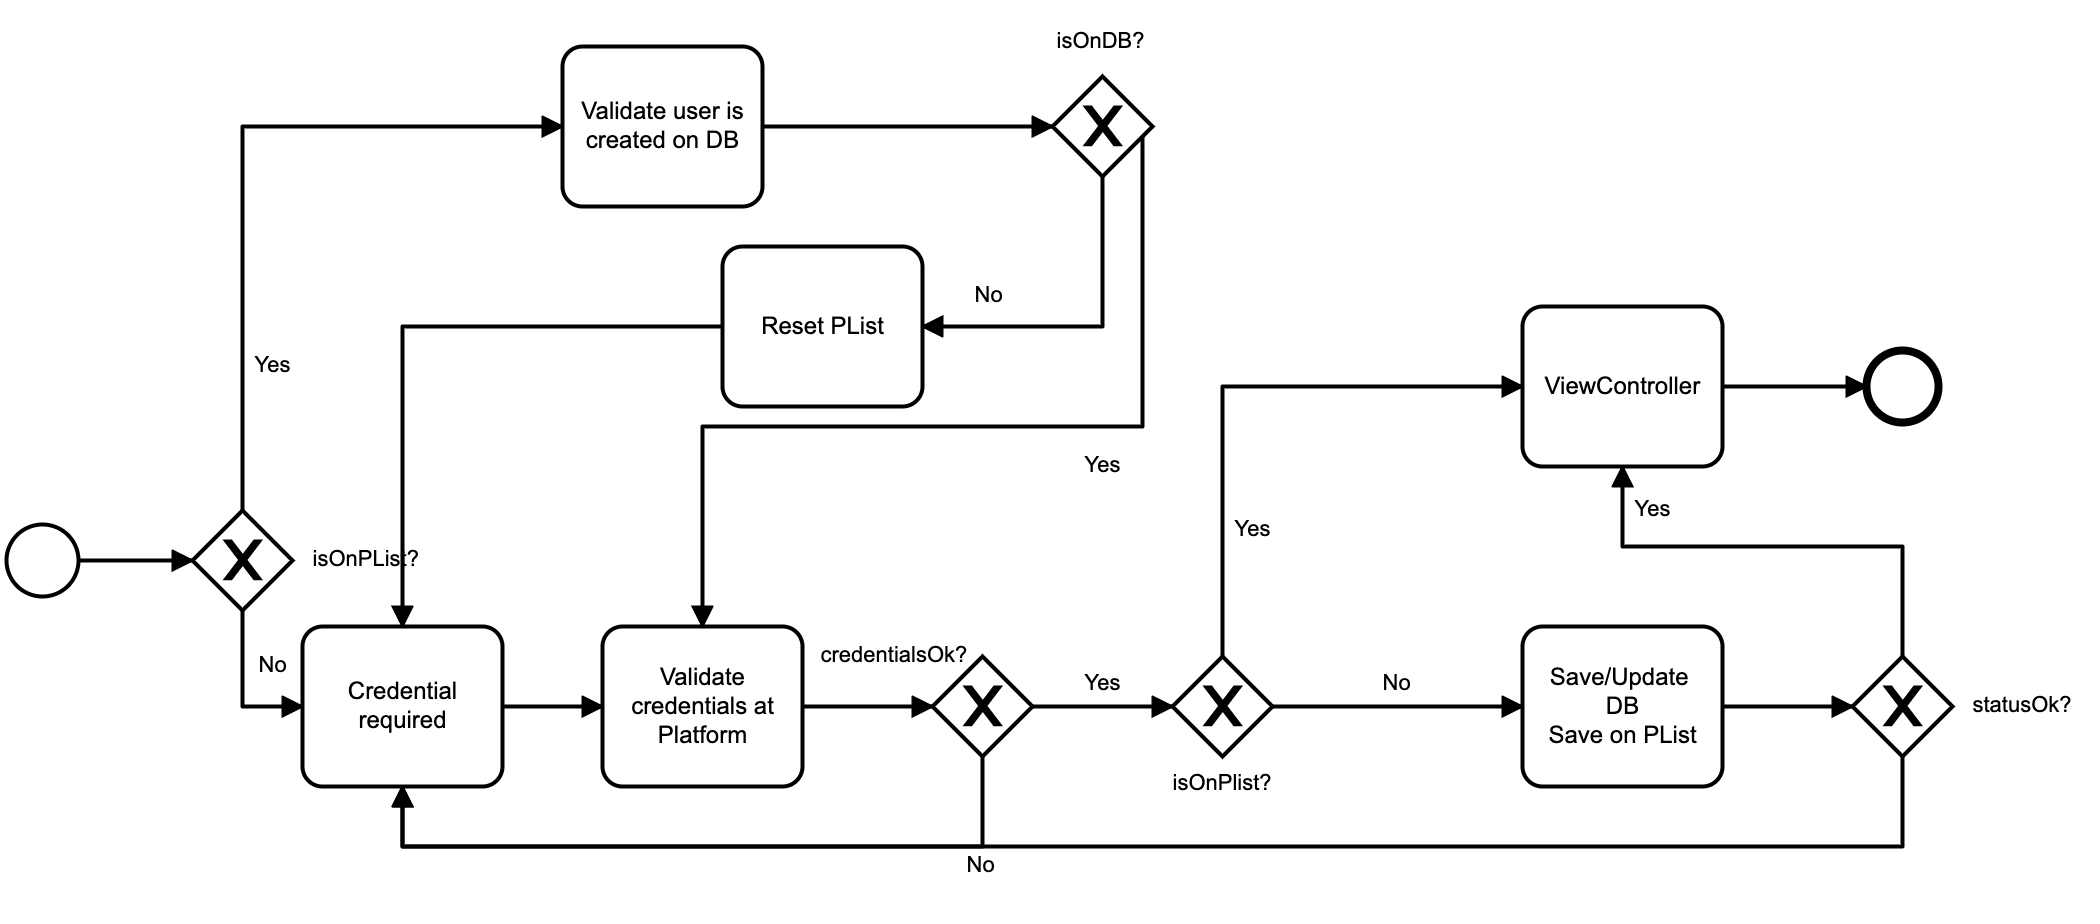 isOnDB?
Validate user is
created on DB
No
Reset PList
Yes
Yes
ViewController
Yes
Yes
isOnPList?
No
Credential
required
Validate
credentials at
Platform
credentialsOk?
Yes
No
Save/Update
DB
Save on PList
statusOk?
isOnPlist?
No